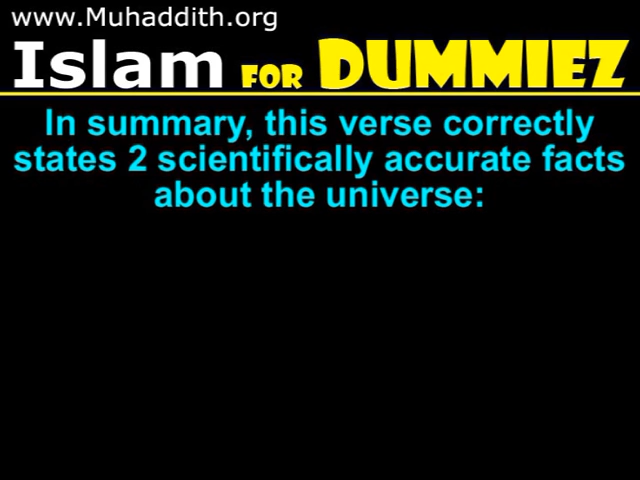 www.Muhaddith.org
Islam FOR DUMMIEZ
In summary, this verse correctly
states 2 scientifically accurate facts
about the universe: